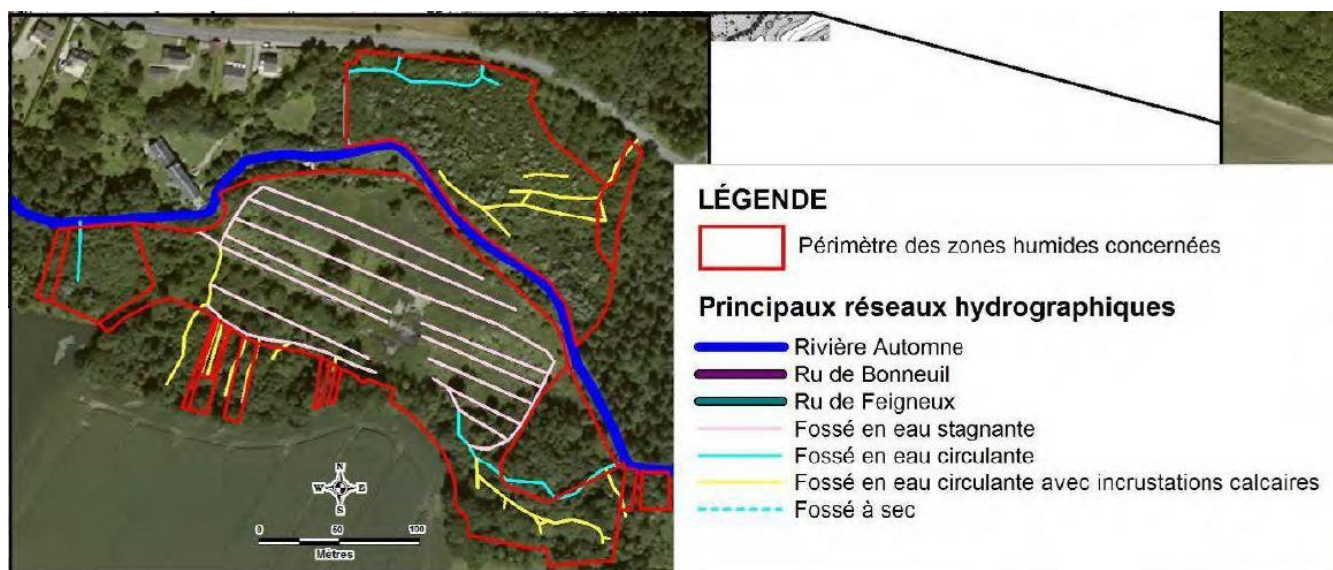 LÉGENDE
Périmètre des zones humides concernées
Principaux réseaux hydrographiques
Rivière Automne
Ru de Bonneuil
Ru de Feigneux
Fossé en eau stagnante
Fossé en eau circulante
Fossé en eau circulante avec incrustations calcaires
Fossé à sec
N
W E
S
0 50 100
Mètres